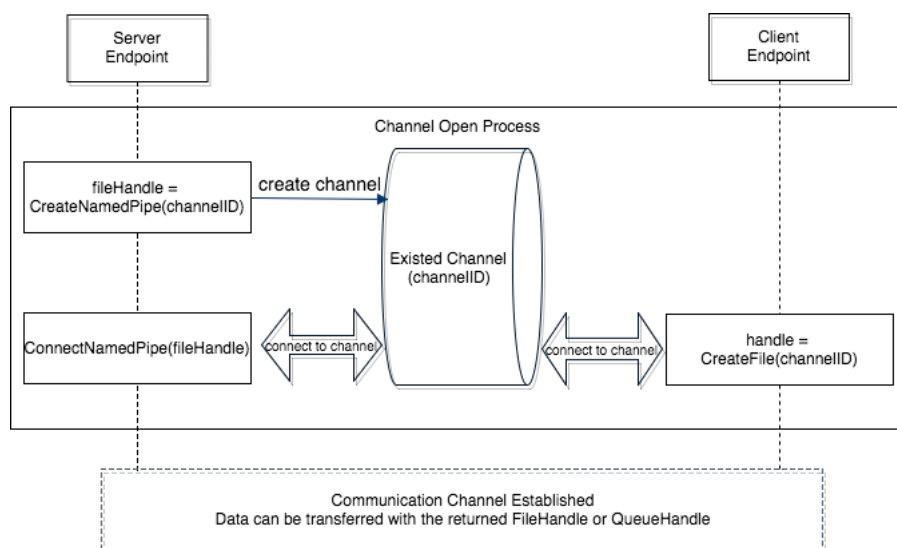 Server
Endpoint
Client
Endpoint
Channel Open Process
fileHandle =
CreateNamedPipe(channelID)
create channel
Existed Channel
(channelID)
ConnectNamedPipe(fileHandle)
connect to channel
connect to channel
handle =
CreateFile(channelID)
Communication Channel Established
Data can be transferred with the returned FileHandle or QueueHandle